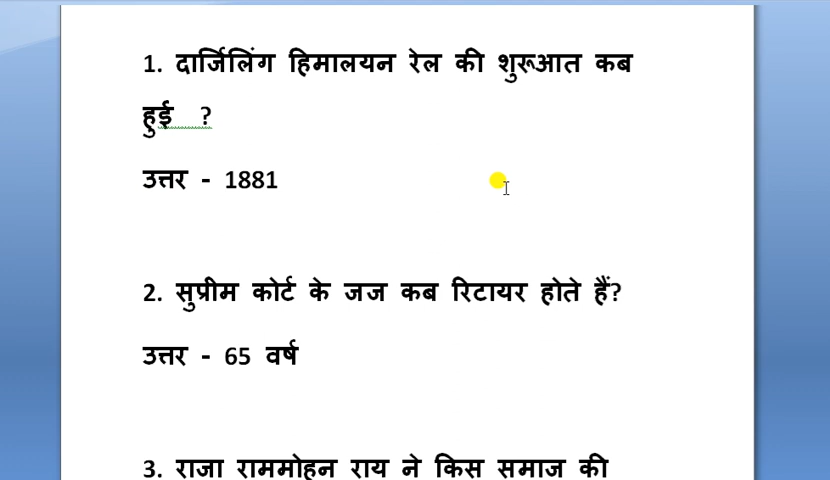 1. दार्जिलिंग हिमालयन रेल की शुरूआत कब
हुई ?
उत्तर - 1881
2. सुप्रीम कोर्ट के जज कब रिटायर होते हैं?
उत्तर - 65 वर्ष
3. राजा राममोहन राय ने किस समाज की